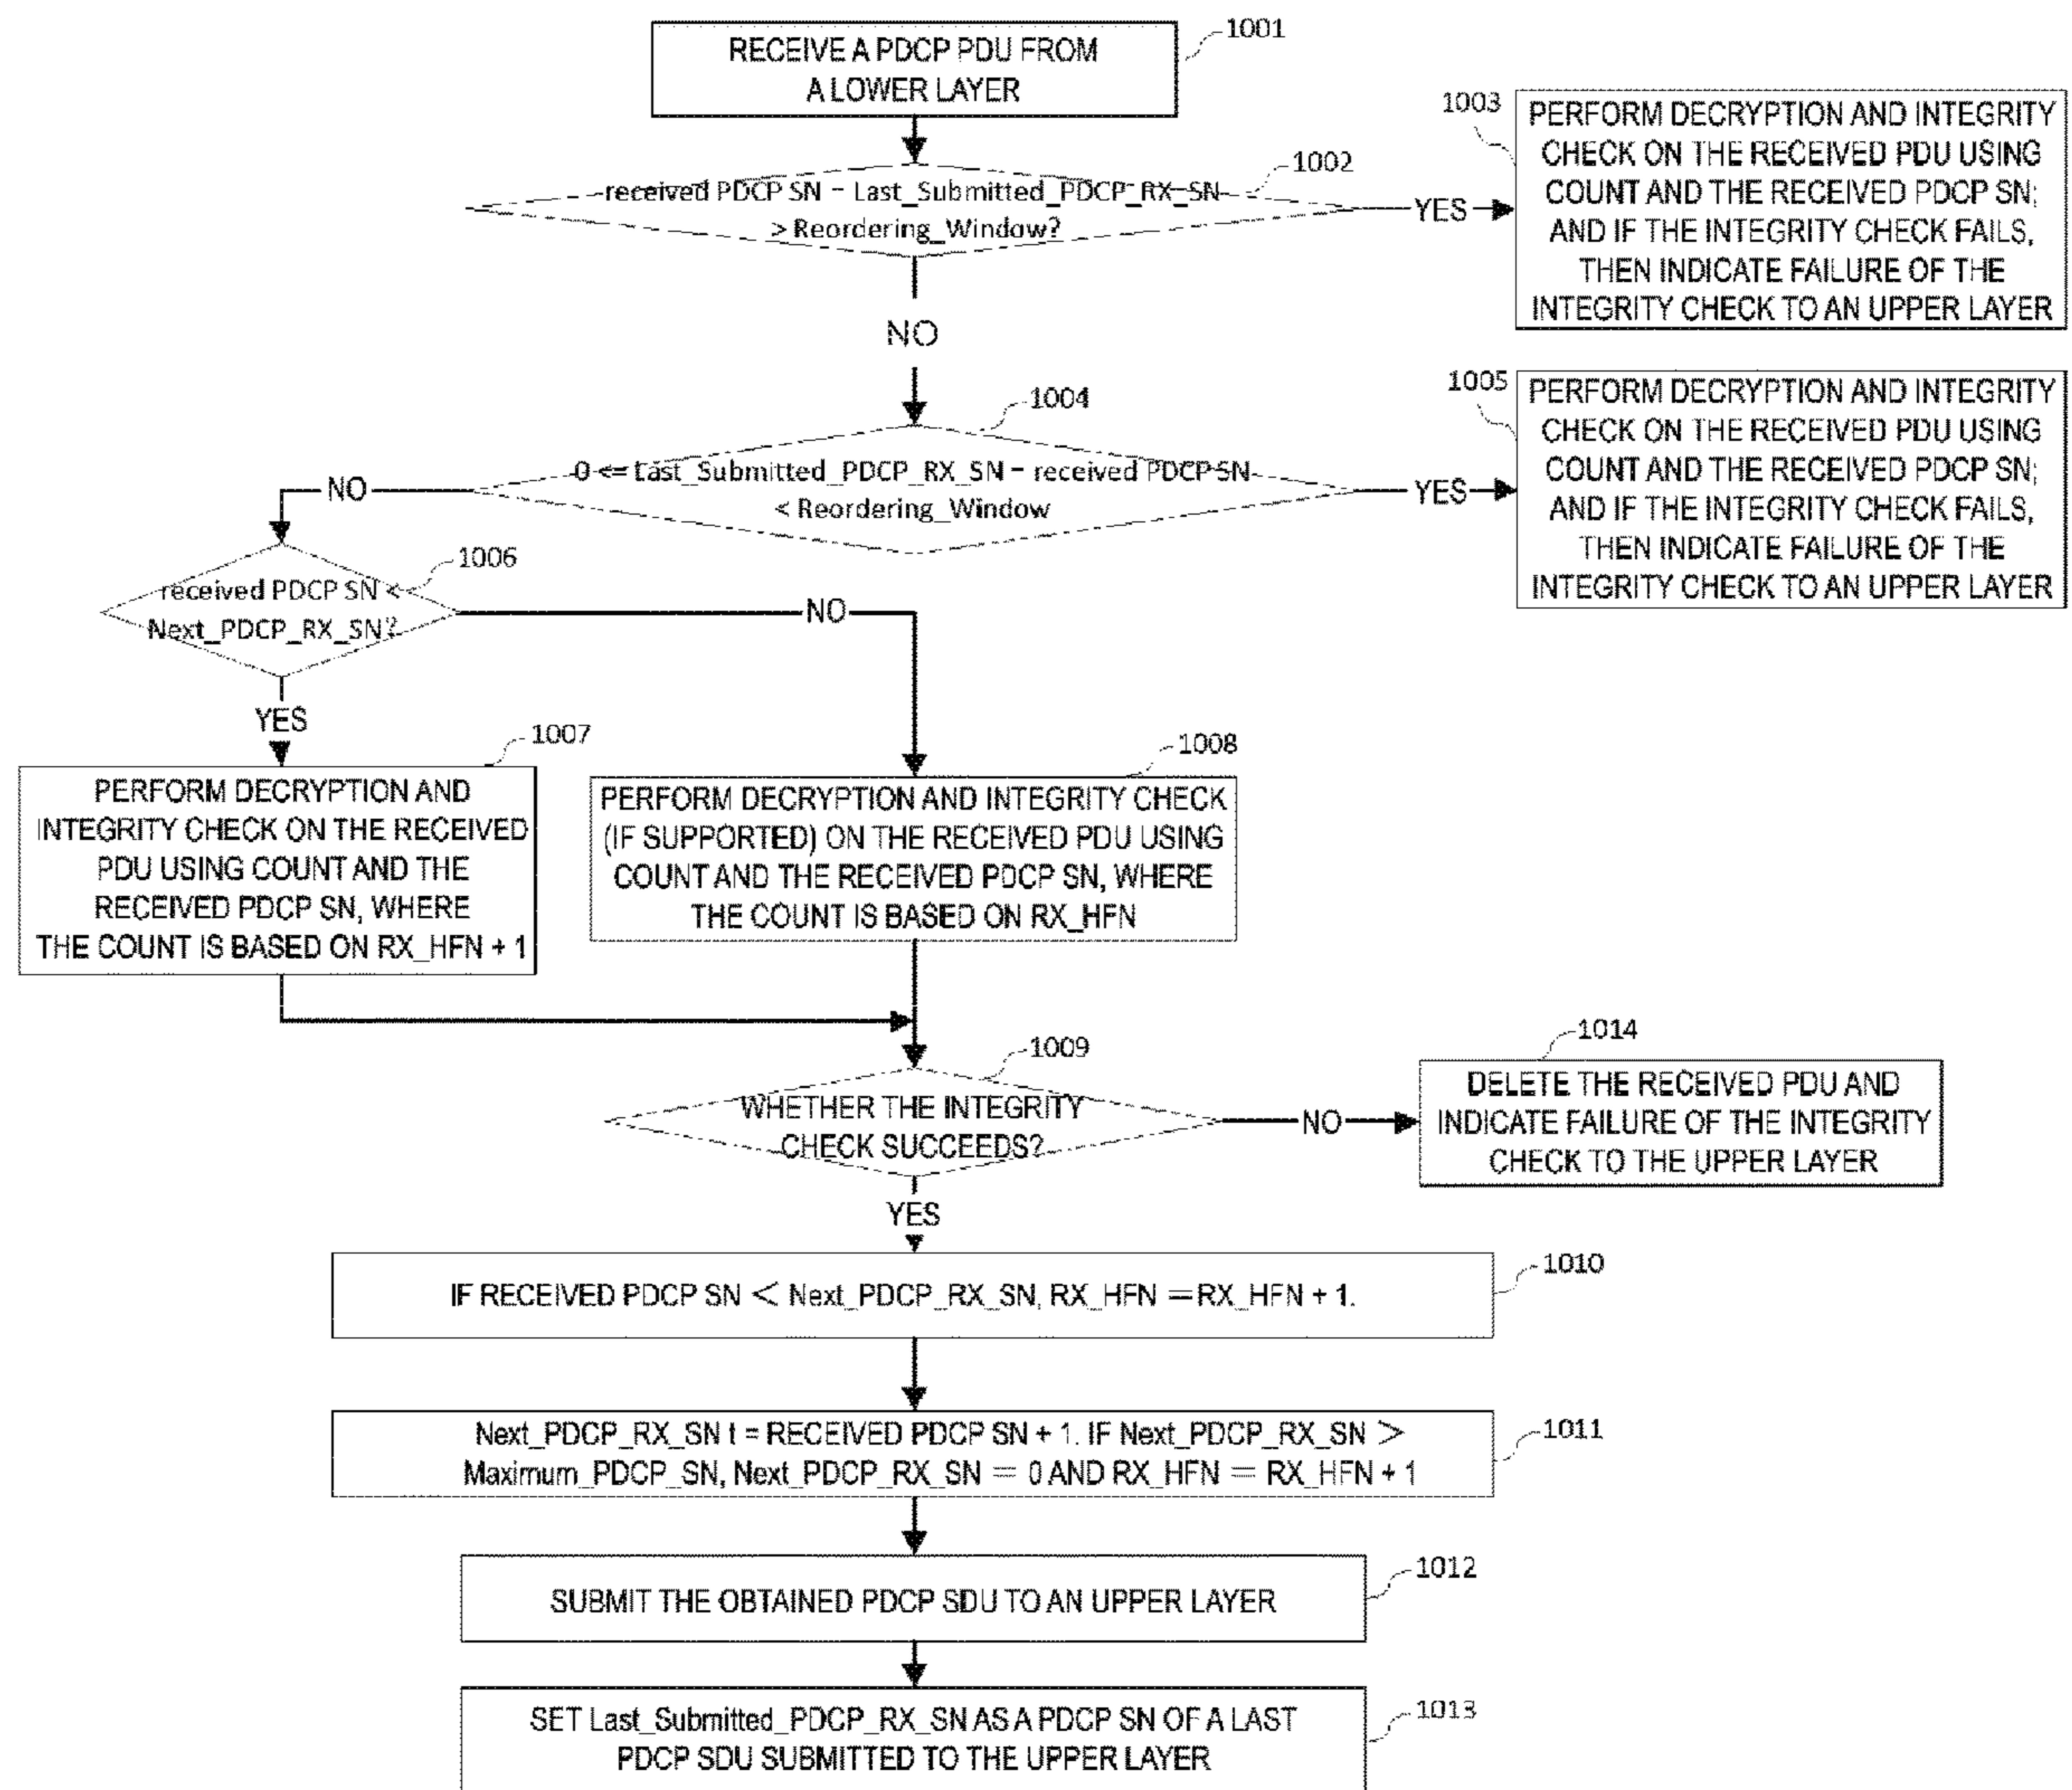 RECEIVE A PDCP PDU FROM
A LOWER LAYER
1001
received PDCP SN – Last_Submitted_PDCP_RX_SN
> Reordering_Window?
1002
YES
1003
PERFORM DECRYPTION AND INTEGRITY
CHECK ON THE RECEIVED PDU USING
COUNT AND THE RECEIVED PDCP SN;
AND IF THE INTEGRITY CHECK FAILS,
THEN INDICATE FAILURE OF THE
INTEGRITY CHECK TO AN UPPER LAYER
NO
1004
0 <= Last_Submitted_PDCP_RX_SN – received PDCP SN
< Reordering_Window
YES
1005
PERFORM DECRYPTION AND INTEGRITY
CHECK ON THE RECEIVED PDU USING
COUNT AND THE RECEIVED PDCP SN;
AND IF THE INTEGRITY CHECK FAILS,
THEN INDICATE FAILURE OF THE
INTEGRITY CHECK TO AN UPPER LAYER
NO
1006
received PDCP SN <
Next_PDCP_RX_SN?
NO
YES
1007
PERFORM DECRYPTION AND
INTEGRITY CHECK ON THE RECEIVED
PDU USING COUNT AND THE
RECEIVED PDCP SN, WHERE
THE COUNT IS BASED ON RX_HFN + 1
1008
PERFORM DECRYPTION AND INTEGRITY CHECK
(IF SUPPORTED) ON THE RECEIVED PDU USING
COUNT AND THE RECEIVED PDCP SN, WHERE
THE COUNT IS BASED ON RX_HFN
1009
WHETHER THE INTEGRITY
CHECK SUCCEEDS?
NO
1014
DELETE THE RECEIVED PDU AND
INDICATE FAILURE OF THE INTEGRITY
CHECK TO THE UPPER LAYER
YES
1010
IF RECEIVED PDCP SN < Next_PDCP_RX_SN, RX_HFN = RX_HFN + 1.
1011
Next_PDCP_RX_SN t = RECEIVED PDCP SN + 1. IF Next_PDCP_RX_SN >
Maximum_PDCP_SN, Next_PDCP_RX_SN = 0 AND RX_HFN = RX_HFN + 1
1012
SUBMIT THE OBTAINED PDCP SDU TO AN UPPER LAYER
1013
SET Last_Submitted_PDCP_RX_SN AS A PDCP SN OF A LAST
PDCP SDU SUBMITTED TO THE UPPER LAYER